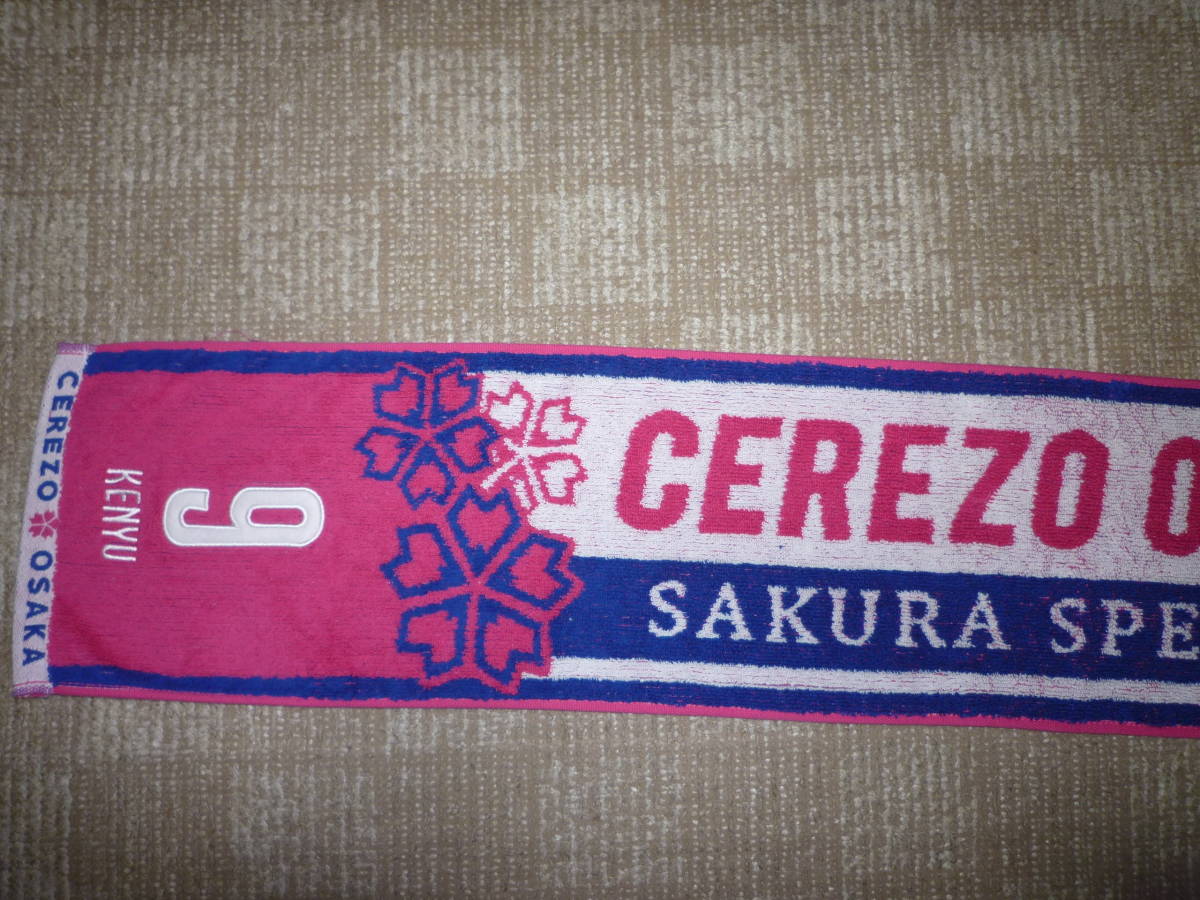 CEREZO OSAKA
KENYU
9
CEREZO O
SAKURA SPE